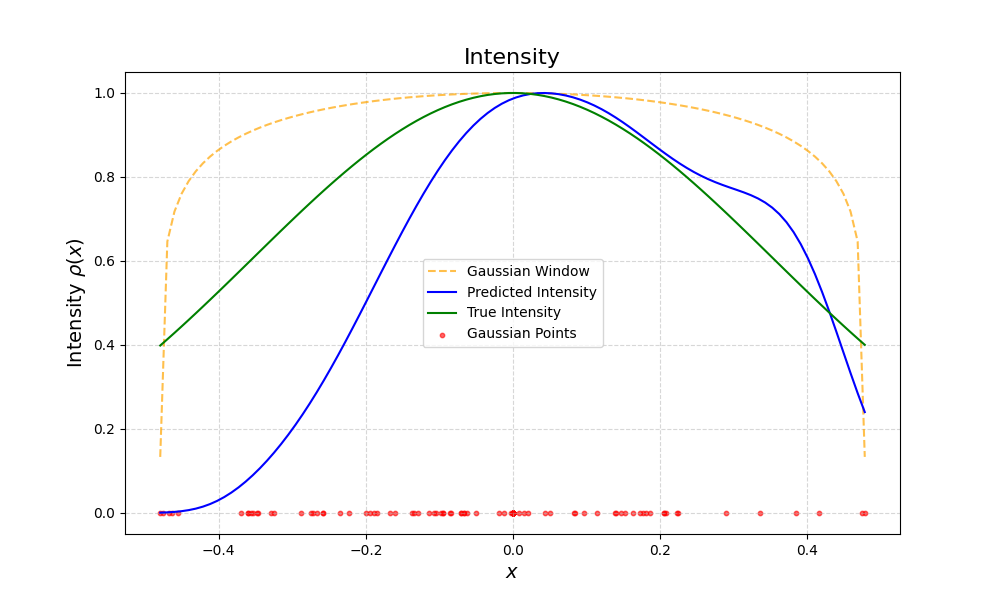 Intensity
Intensity ρ(x)
1.0
0.8
0.6
0.4
0.2
0.0
Gaussian Window
Predicted Intensity
True Intensity
Gaussian Points
−0.4
−0.2
0.0
0.2
0.4
x